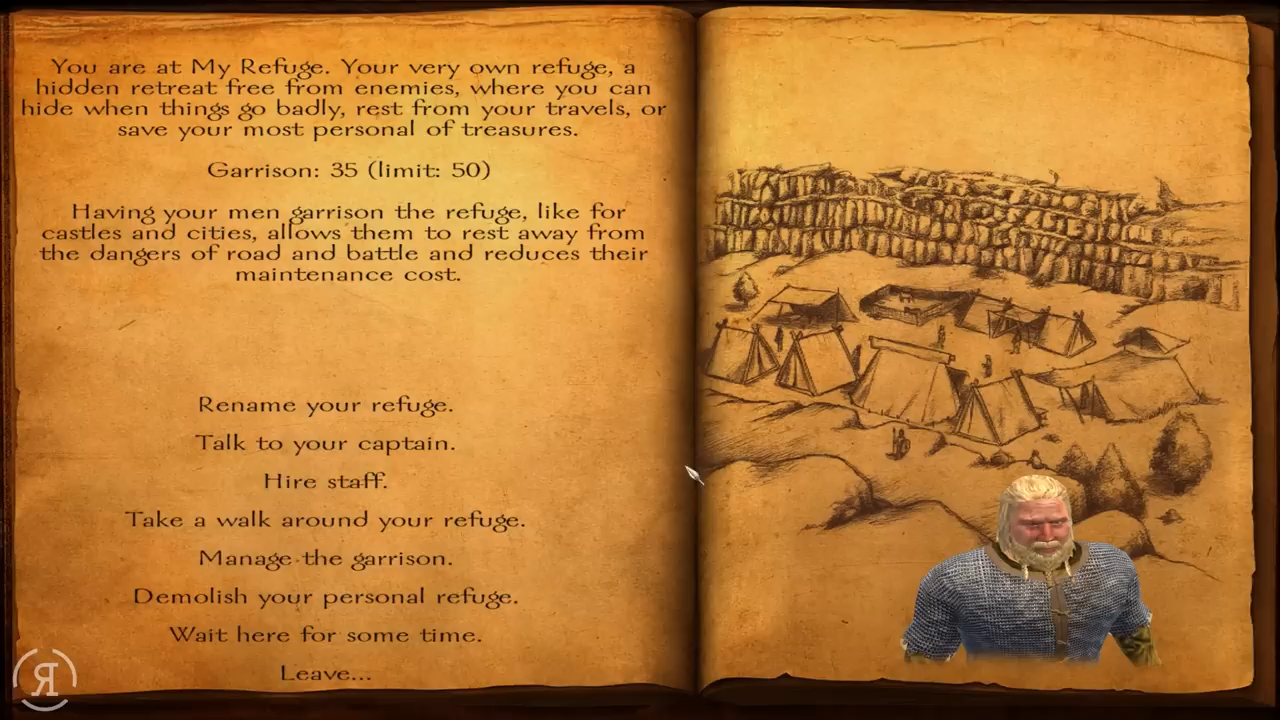 You are at My Refuge. Your very own refuge, a
hidden retreat free from enemies, where you can
hide when things go badly, rest from your travels, or
save your most personal of treasures.
Garrison: 35 (limit: 50)
Having your men garrison the refuge, like for
castles and cities, allows them to rest away from
the dangers of road and battle and reduces their
maintenance cost.
Rename your refuge.
Talk to your captain.
Hire staff.
Take a walk around your refuge.
Manage the garrison.
Demolish your personal refuge.
Wait here for some time.
Leave...
Я